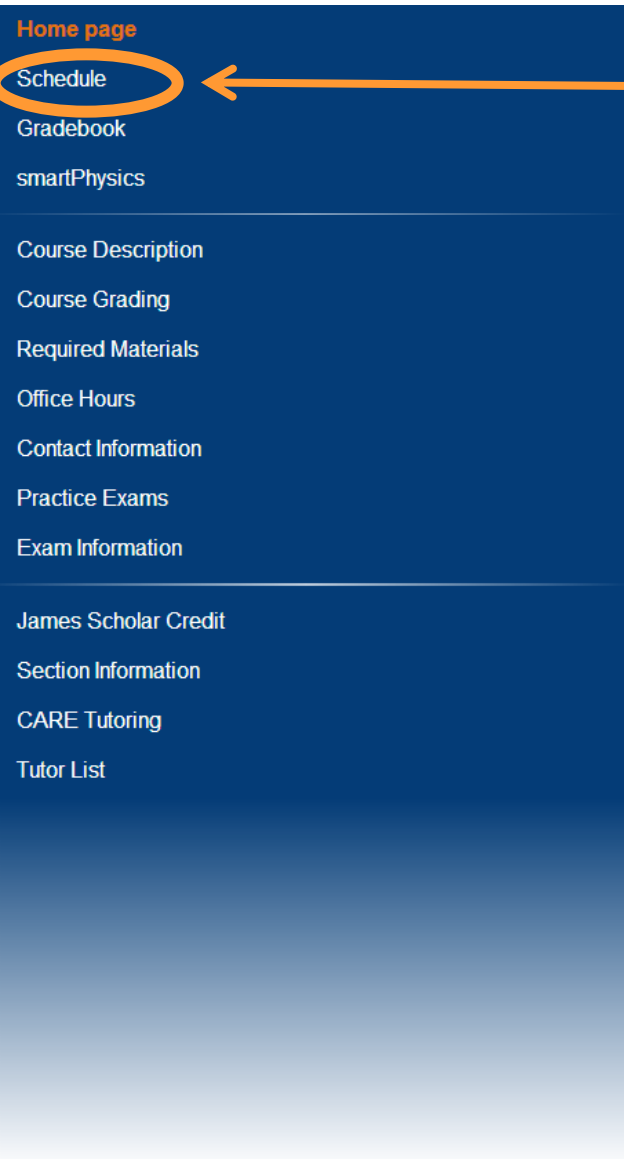 Home page
Schedule
Gradebook
smartPhysics
Course Description
Course Grading
Required Materials
Office Hours
Contact Information
Practice Exams
Exam Information
James Scholar Credit
Section Information
CARE Tutoring
Tutor List